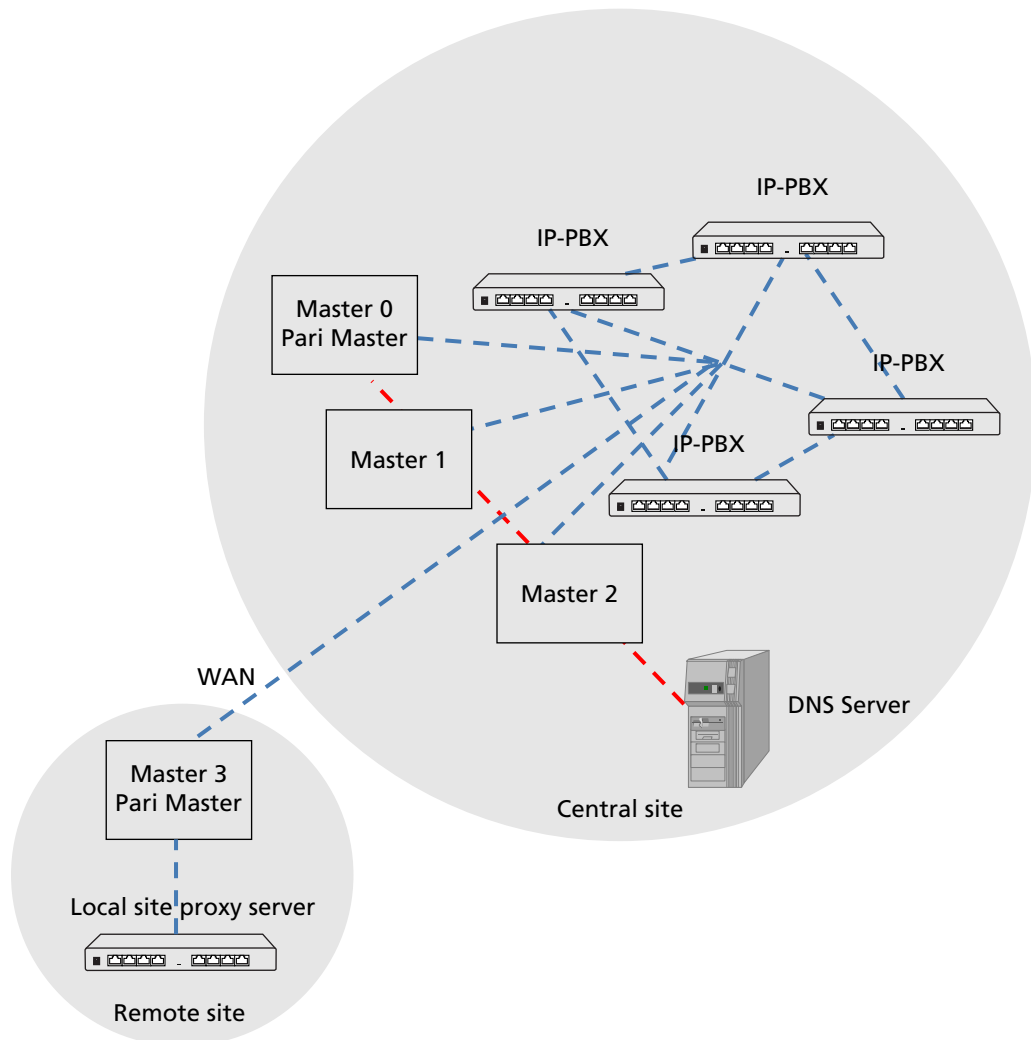 IP-PBX
IP-PBX
Master 0
Pari Master
IP-PBX
Master 1
IP-PBX
Master 2
WAN
DNS Server
Master 3
Pari Master
Central site
Local site proxy server
Remote site